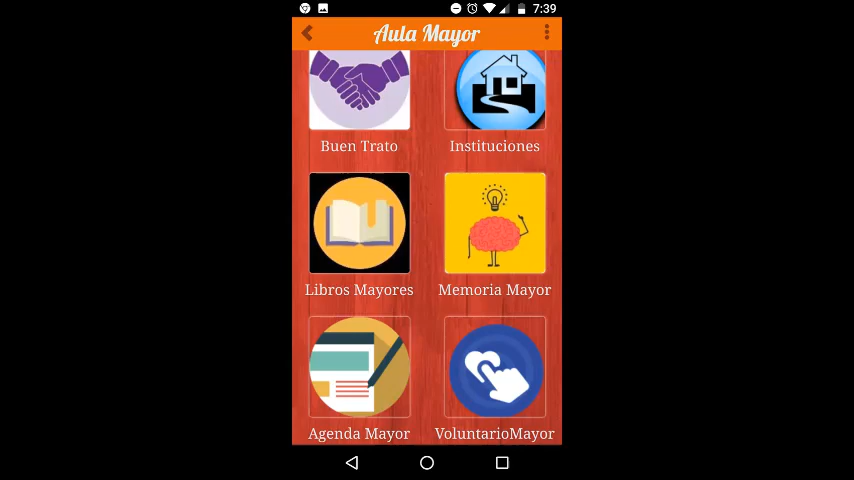 7:39
Aula Mayor
Buen Trato
Instituciones
Libros Mayores
Memoria Mayor
Agenda Mayor
VoluntarioMayor